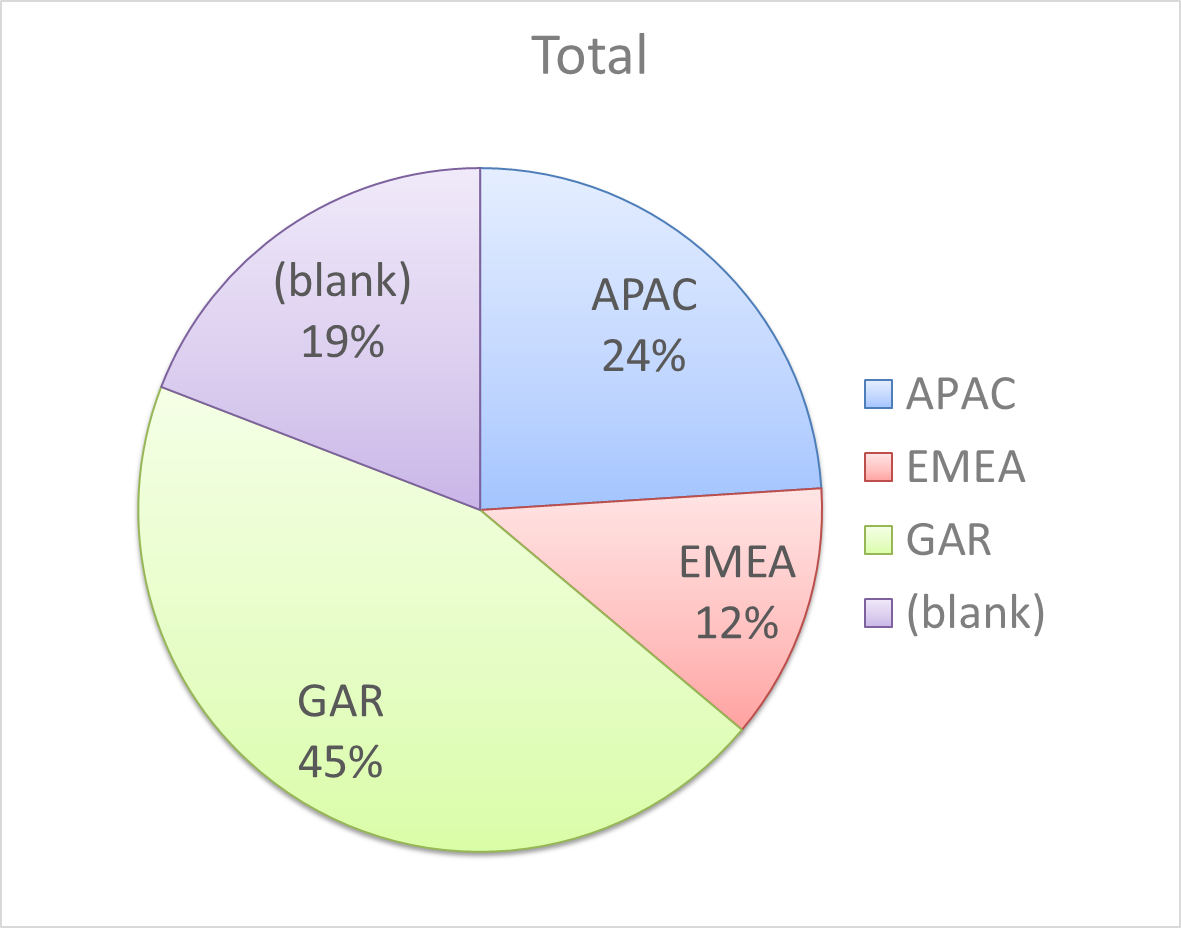 Total
(blank)
19%
APAC
24%
EMEA
12%
GAR
45%
APAC
EMEA
GAR
(blank)